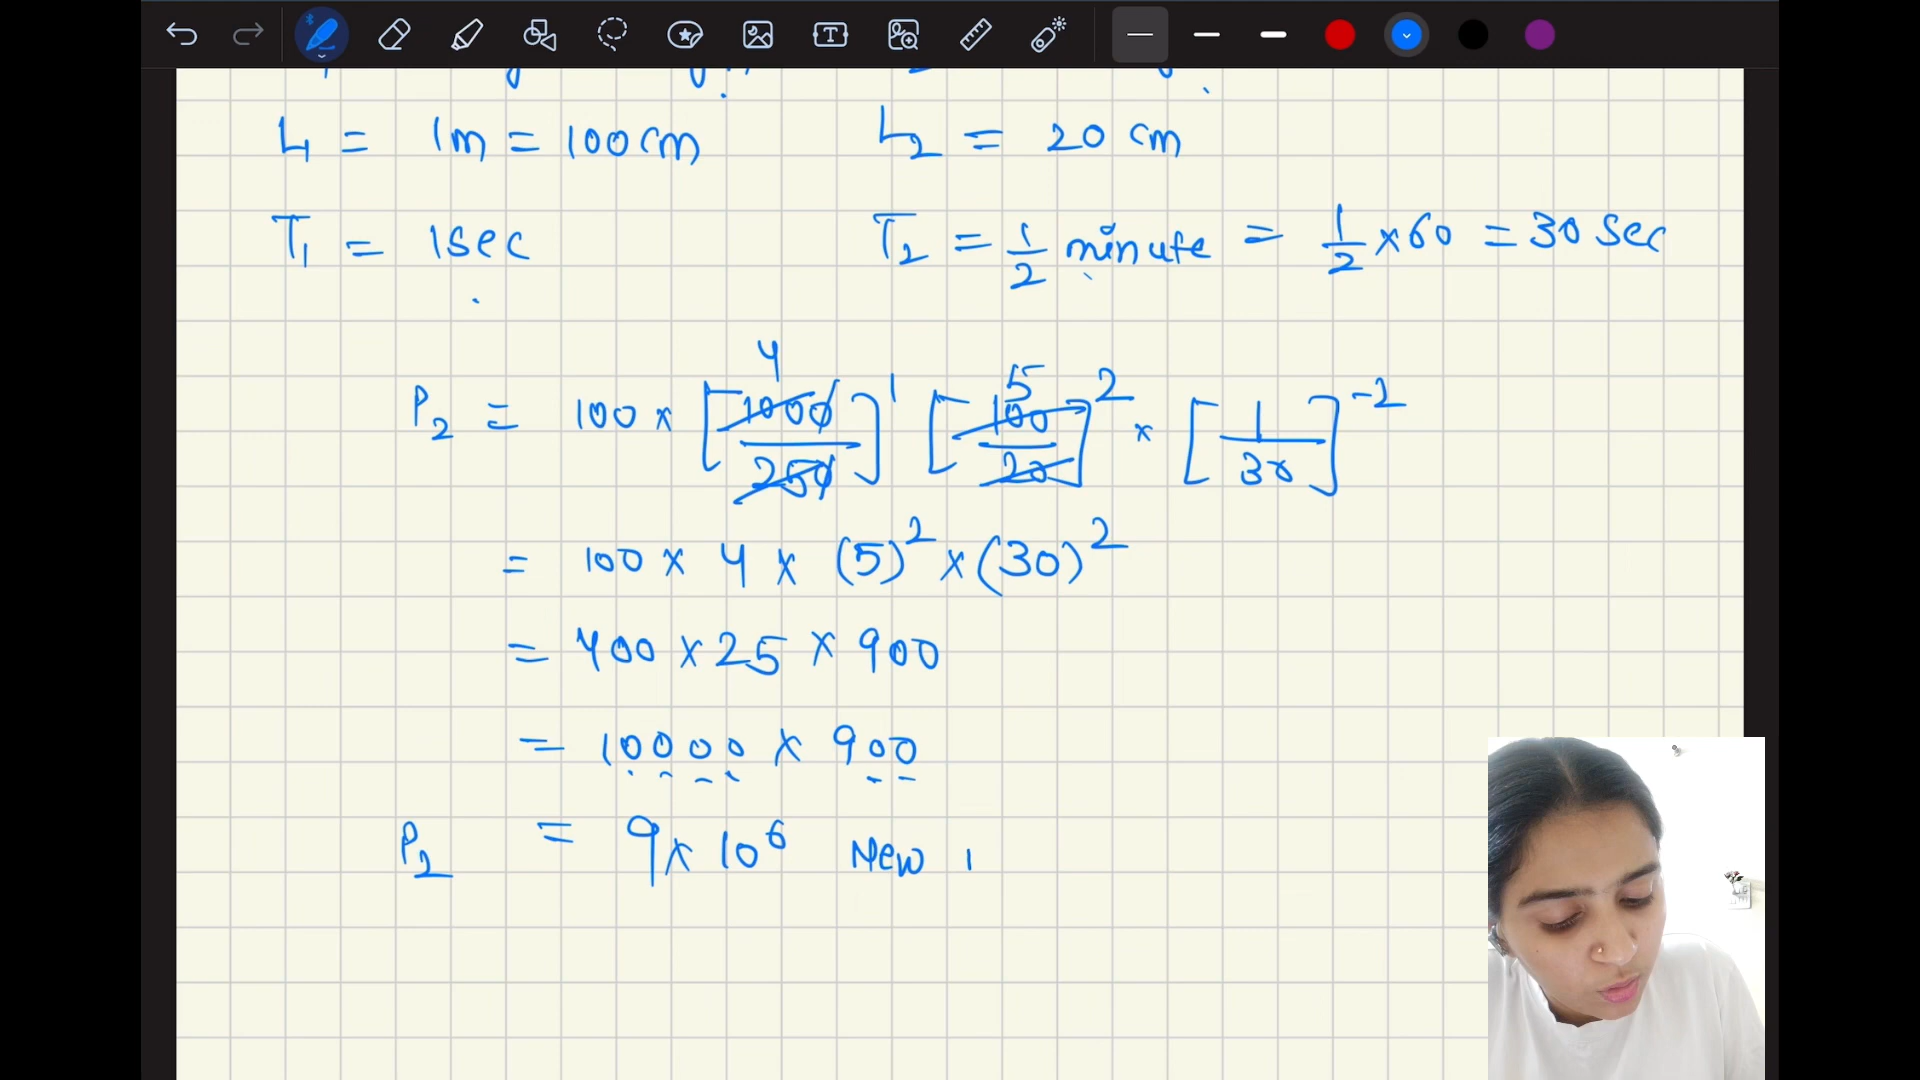 L₁ = 1m = 100 cm L₂ = 20 cm
T₁ = 1 sec T₂ = 1/2 minute = 1/2 × 60 = 30 sec
P₂ = 100 × [1000/250]¹ [100/20]² × [1/30]⁻²
4 5
= 100 × 4 × (5)² × (30)²
= 400 × 25 × 900
= 10000 × 900
P₂ = 9 × 10⁶ New